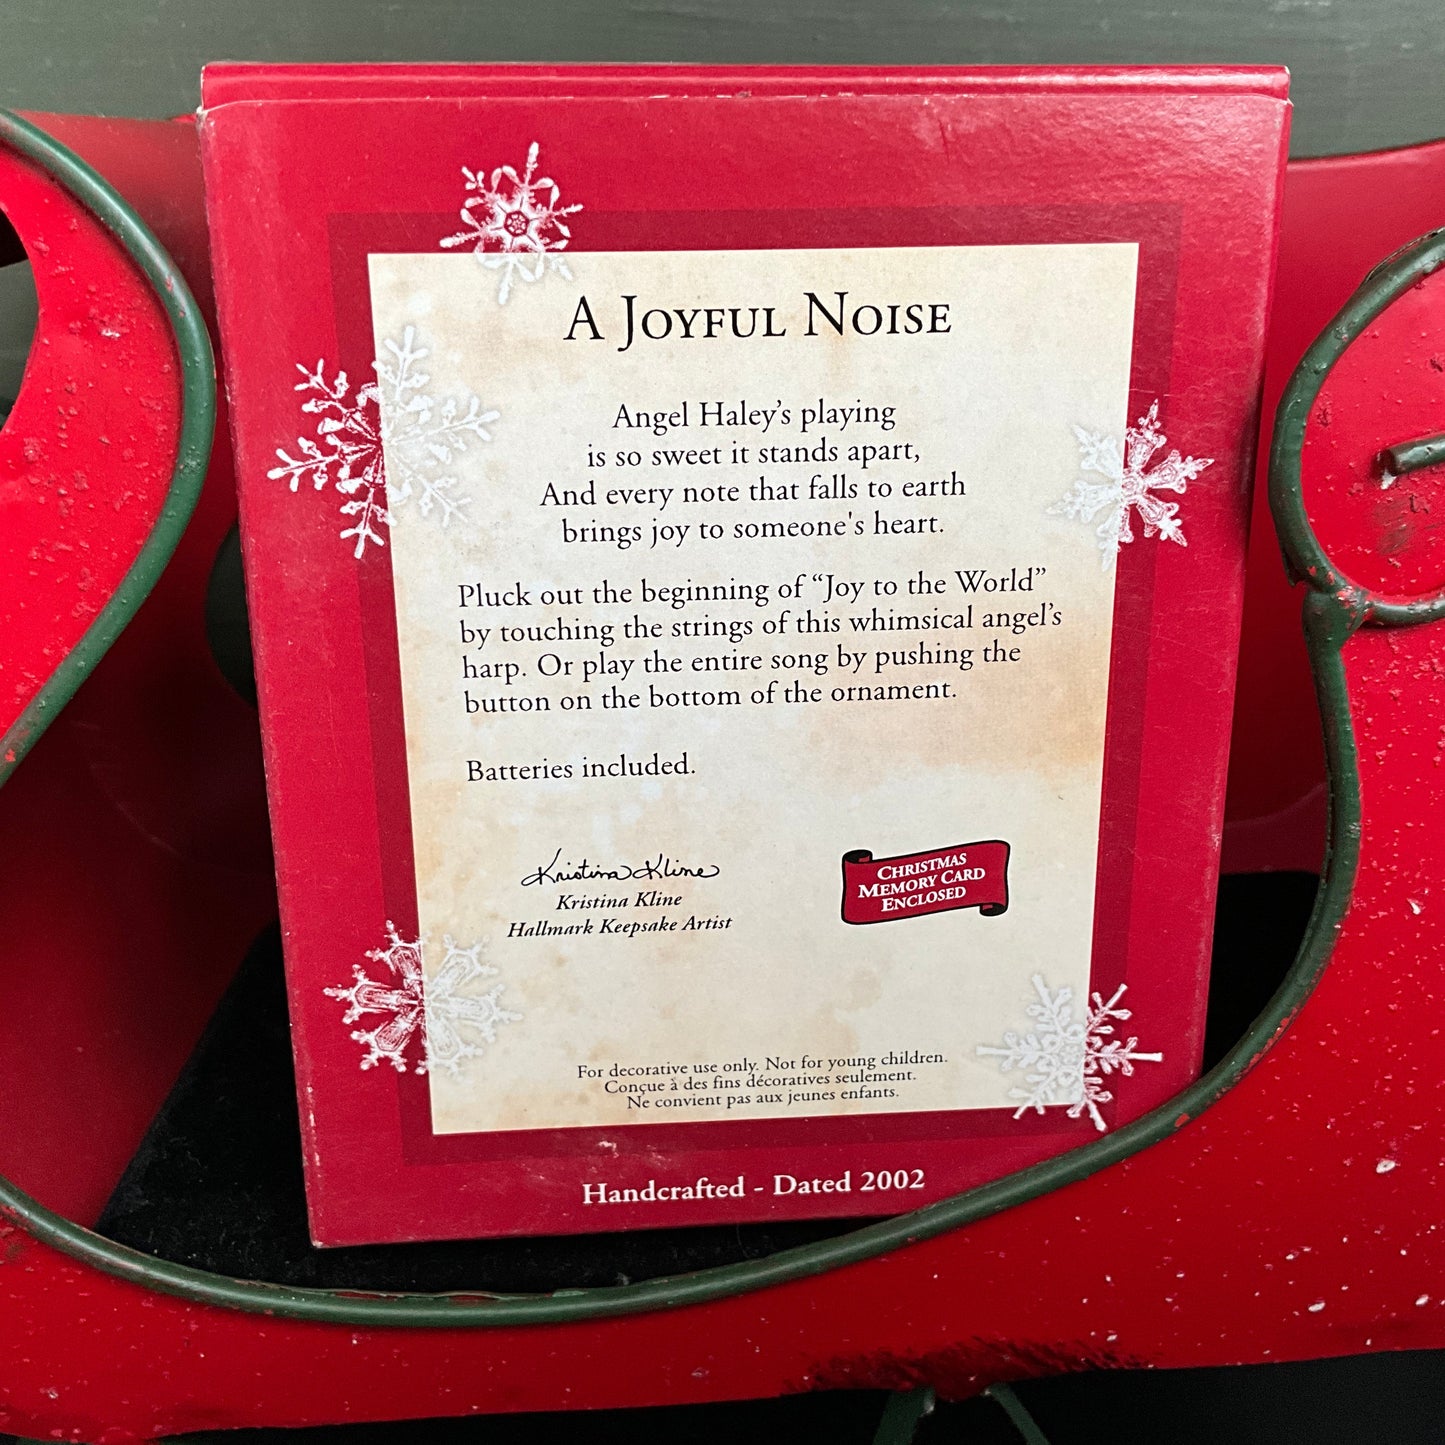 A JOYFUL NOISE
Angel Haley's playing
is so sweet it stands apart,
And every note that falls to earth
brings joy to someone's heart.
Pluck out the beginning of “Joy to the World”
by touching the strings of this whimsical angel's
harp. Or play the entire song by pushing the
button on the bottom of the ornament.
Batteries included.
Kristina Kline
Kristina Kline
Hallmark Keepsake Artist
CHRISTMAS
MEMORY CARD
ENCLOSED
For decorative use only. Not for young children.
Conçue à des fins décoratives seulement.
Ne convient pas aux jeunes enfants.
Handcrafted - Dated 2002